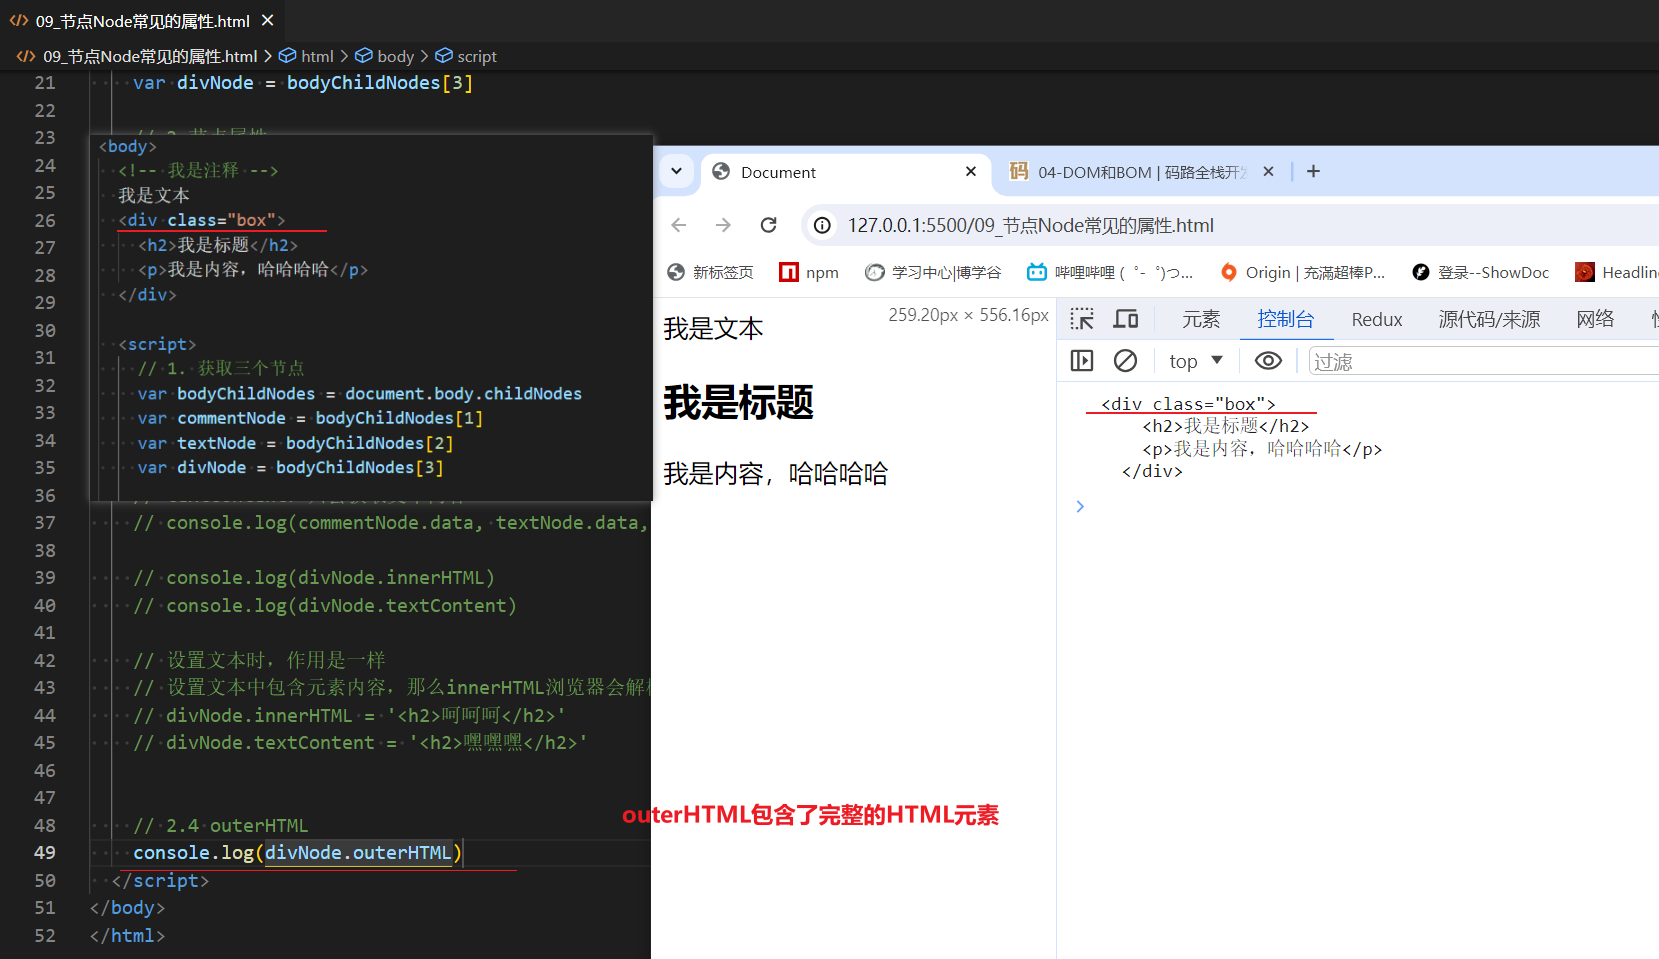 09_节点Node常见的属性.html
09_节点Node常见的属性.html > html > body > script
21 var divNode = bodyChildNodes[3]
22
23
24
25
26
27
28
29
30
31
32
33
34
35
36
37 // console.log(commentNode.data, textNode.data,
38
39 // console.log(divNode.innerHTML)
40 // console.log(divNode.textContent)
41
42 // 设置文本时，作用是一样
43 // 设置文本中包含元素内容，那么innerHTML浏览器会解析
44 // divNode.innerHTML = '<h2>呵呵呵</h2>'
45 // divNode.textContent = '<h2>嘿嘿嘿</h2>'
46
47
48 // 2.4 outerHTML
49 console.log(divNode.outerHTML)
50 </script>
51 </body>
52 </html>
<body>
<!-- 我是注释 -->
我是文本
<div class="box">
<h2>我是标题</h2>
<p>我是内容，哈哈哈哈</p>
</div>
<script>
// 1. 获取三个节点
var bodyChildNodes = document.body.childNodes
var commentNode = bodyChildNodes[1]
var textNode = bodyChildNodes[2]
var divNode = bodyChildNodes[3]
outerHTML包含了完整的HTML元素
Document
04-DOM和BOM | 码路全栈开发
127.0.0.1:5500/09_节点Node常见的属性.html
新标签页 npm 学习中心|博学谷 哔哩哔哩 (゜-゜)つ... Origin | 充滿超棒P... 登录--ShowDoc Headlin
259.20px × 556.16px
我是文本
我是标题
我是内容，哈哈哈哈
元素 控制台 Redux 源代码/来源 网络
top 过滤
<div class="box">
<h2>我是标题</h2>
<p>我是内容，哈哈哈哈</p>
</div>